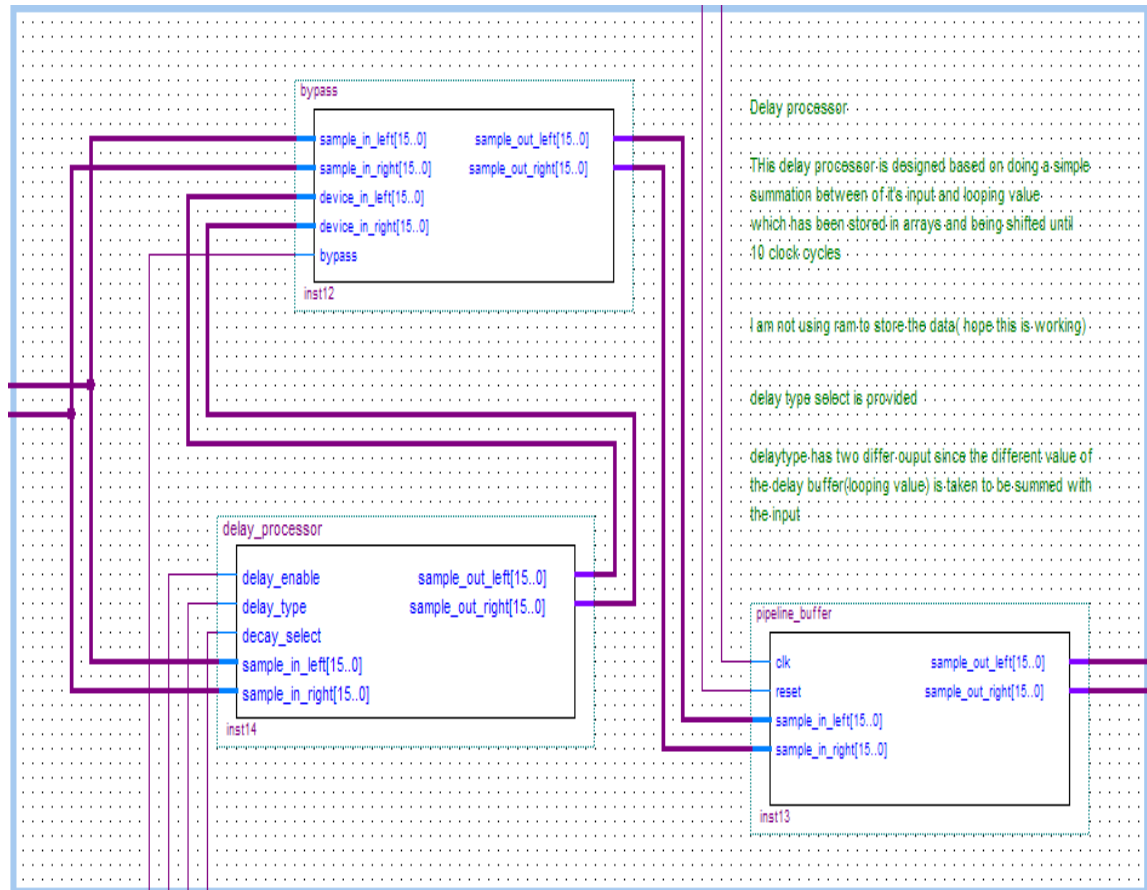 bypass
sample_in_left[15..0]
sample_out_left[15..0]
sample_in_right[15..0]
sample_out_right[15..0]
device_in_left[15..0]
device_in_right[15..0]
bypass
inst12
Delay processor
THis delay processor is designed based on doing a simple
summation between of it's input and looping value
which has been stored in arrays and being shifted until
10 clock cycles
I am not using ram to store the data( hope this is working)
delay type select is provided
delaytype has two differ ouput since the different value of
the delay buffer(looping value) is taken to be summed with
the input
delay_processor
delay_enable
sample_out_left[15..0]
delay_type
sample_out_right[15..0]
decay_select
sample_in_left[15..0]
sample_in_right[15..0]
inst14
pipeline_buffer
clk
sample_out_left[15..0]
reset
sample_out_right[15..0]
sample_in_left[15..0]
sample_in_right[15..0]
inst13